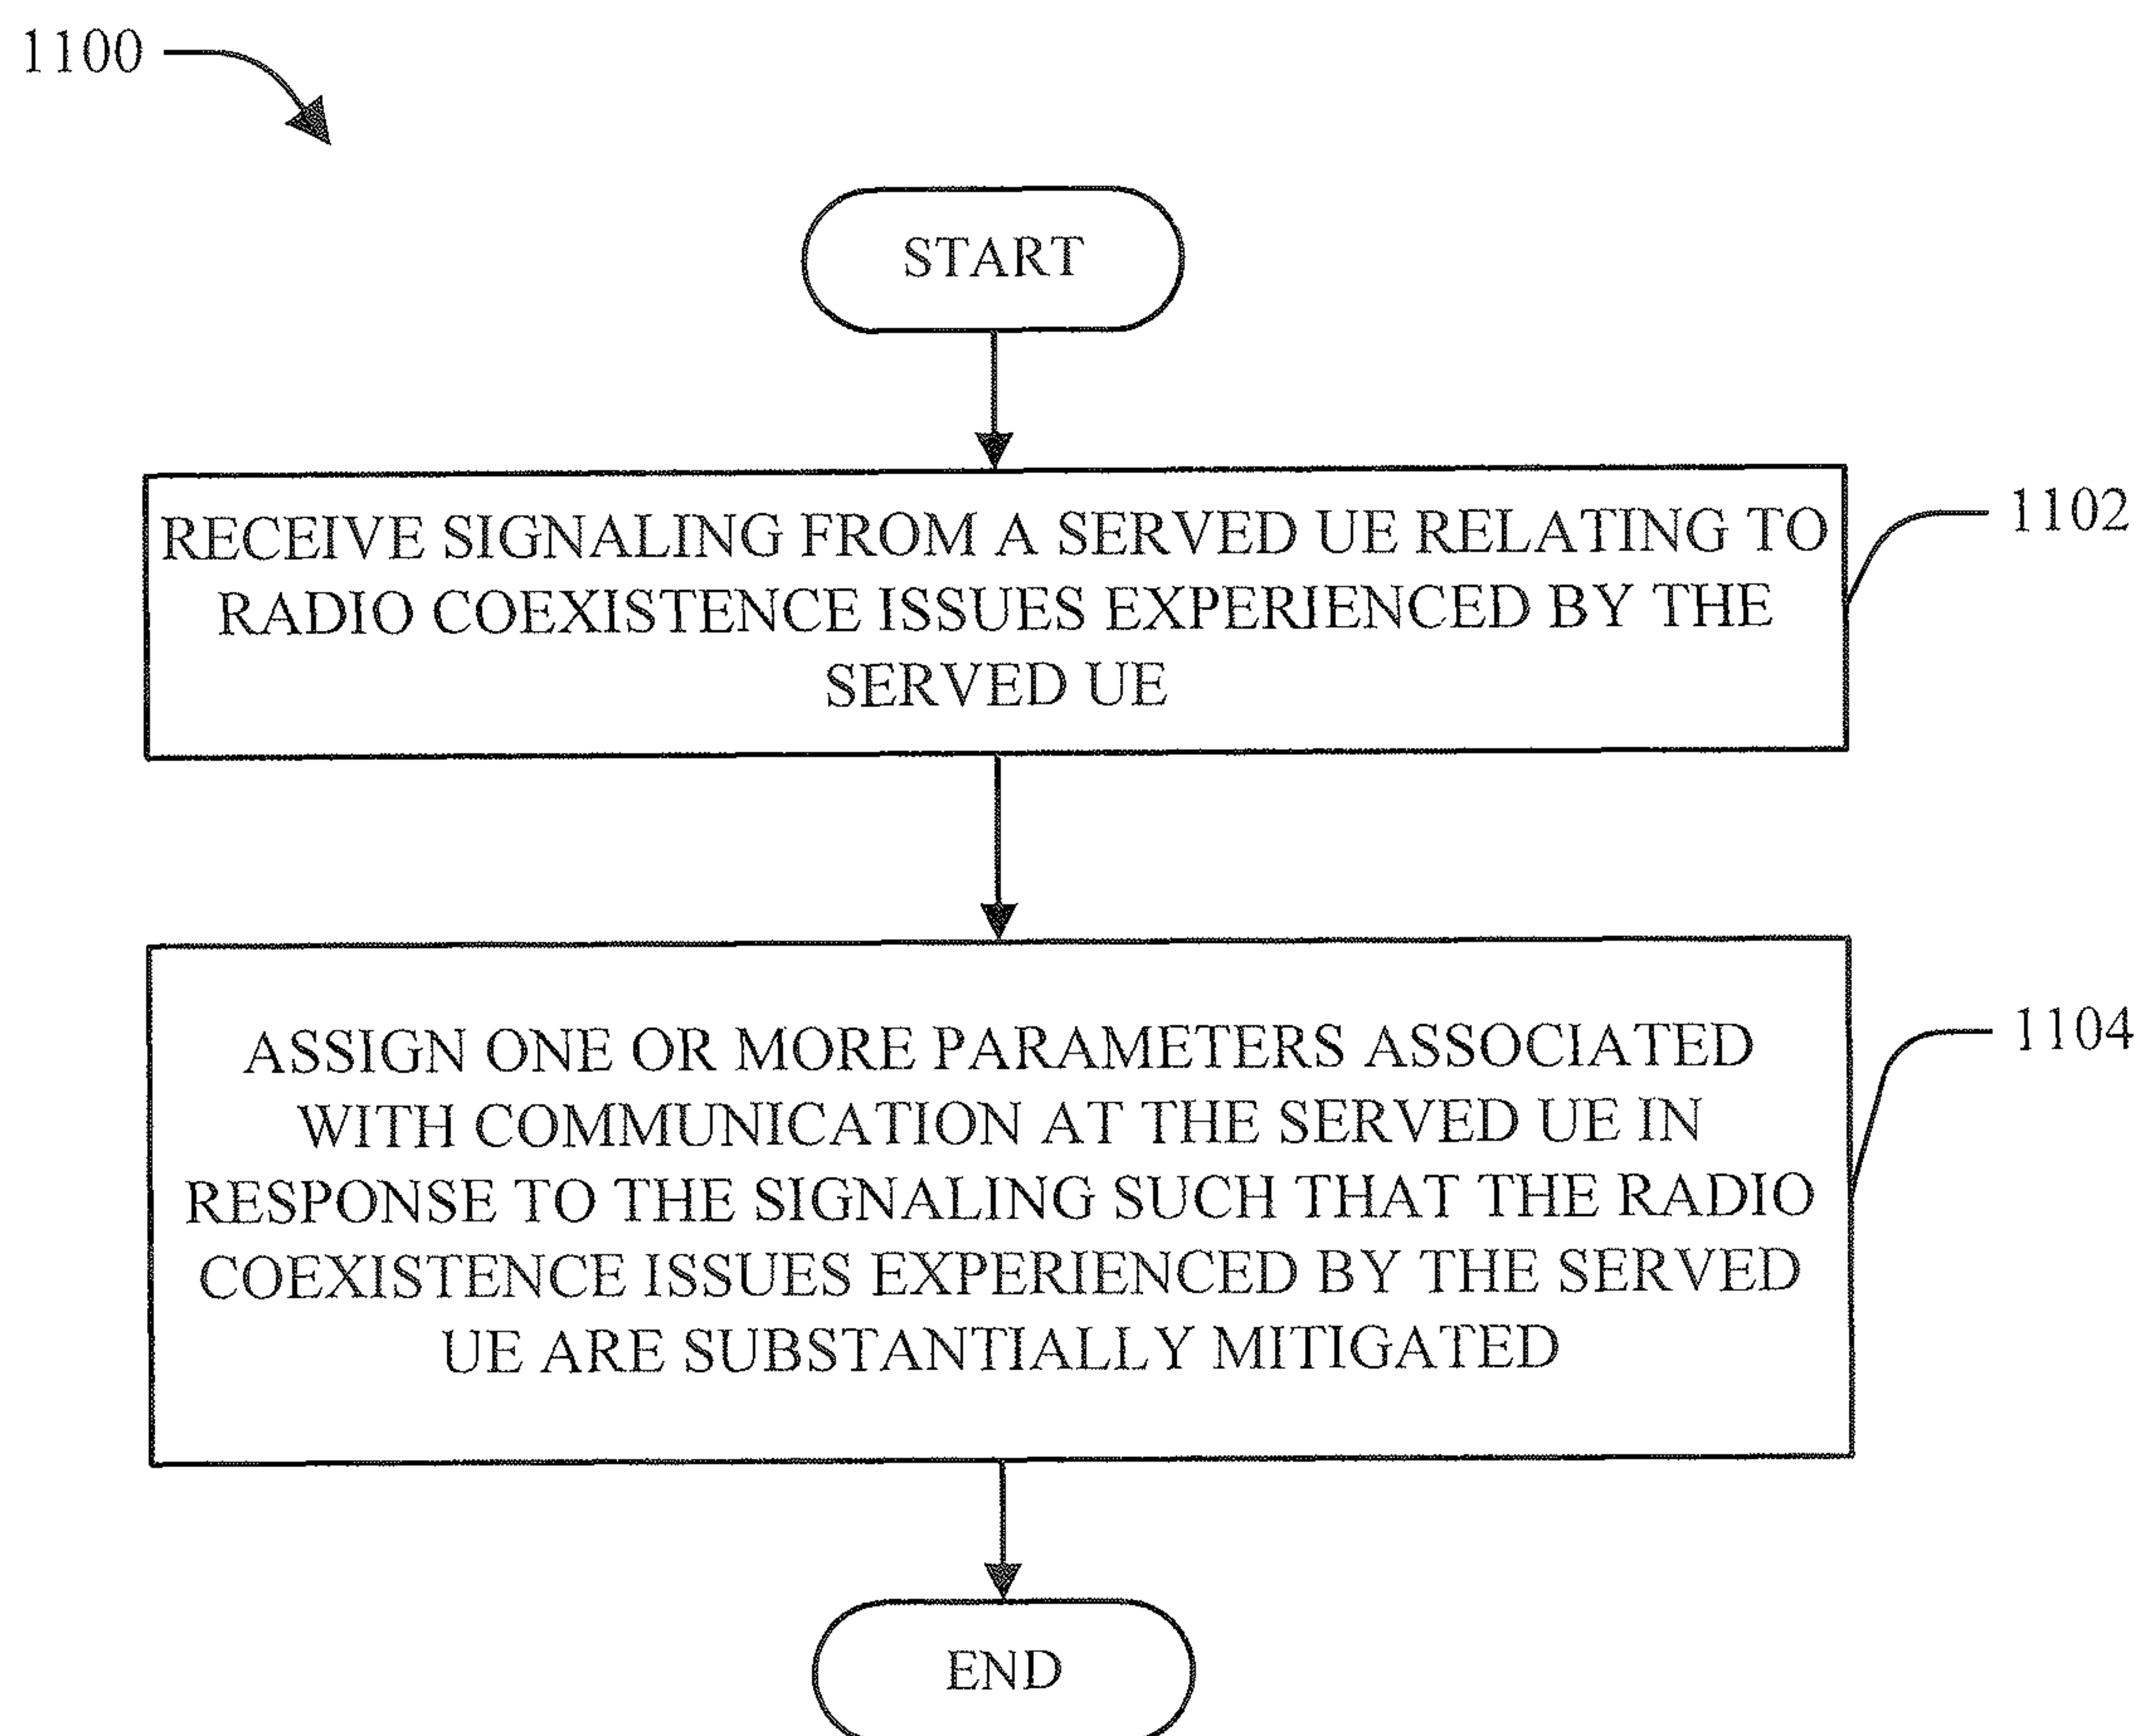 1100
START
RECEIVE SIGNALING FROM A SERVED UE RELATING TO
RADIO COEXISTENCE ISSUES EXPERIENCED BY THE
SERVED UE
1102
ASSIGN ONE OR MORE PARAMETERS ASSOCIATED
WITH COMMUNICATION AT THE SERVED UE IN
RESPONSE TO THE SIGNALING SUCH THAT THE RADIO
COEXISTENCE ISSUES EXPERIENCED BY THE SERVED
UE ARE SUBSTANTIALLY MITIGATED
1104
END